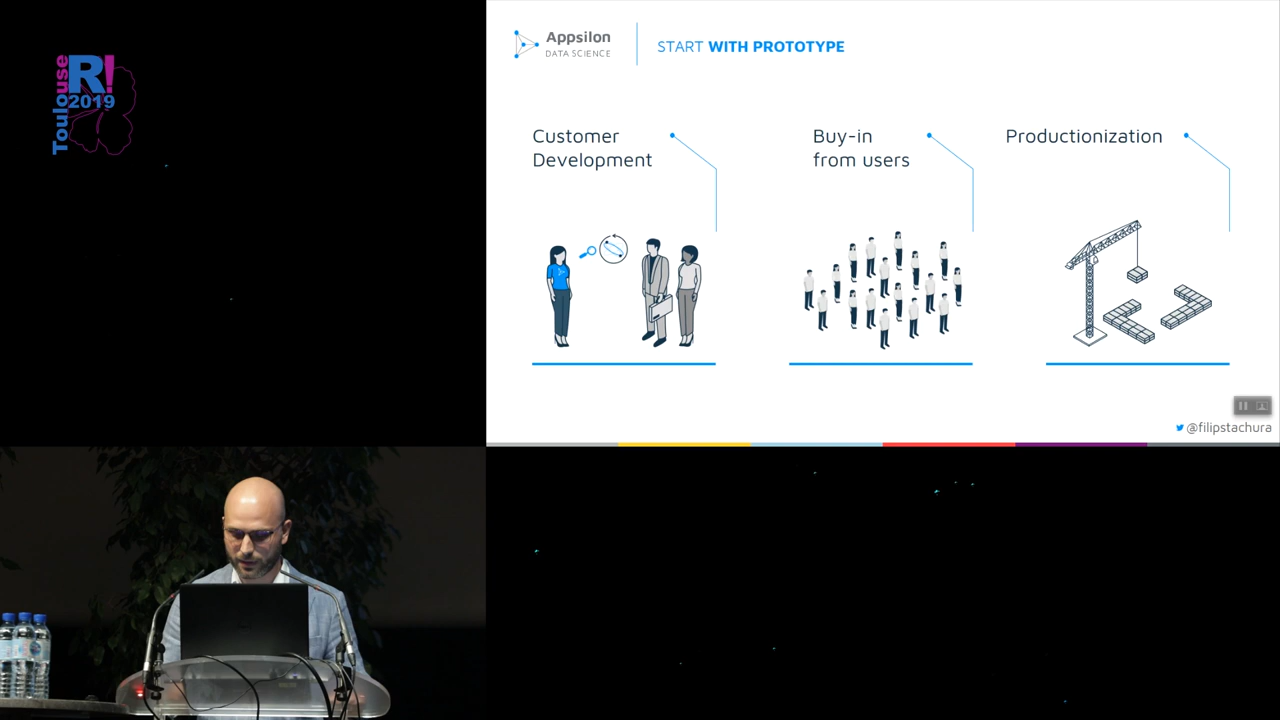 Toulouse
R!
2019
Appsilon
DATA SCIENCE
START WITH PROTOTYPE
Customer
Development
Buy-in
from users
Productionization
@filipstachura